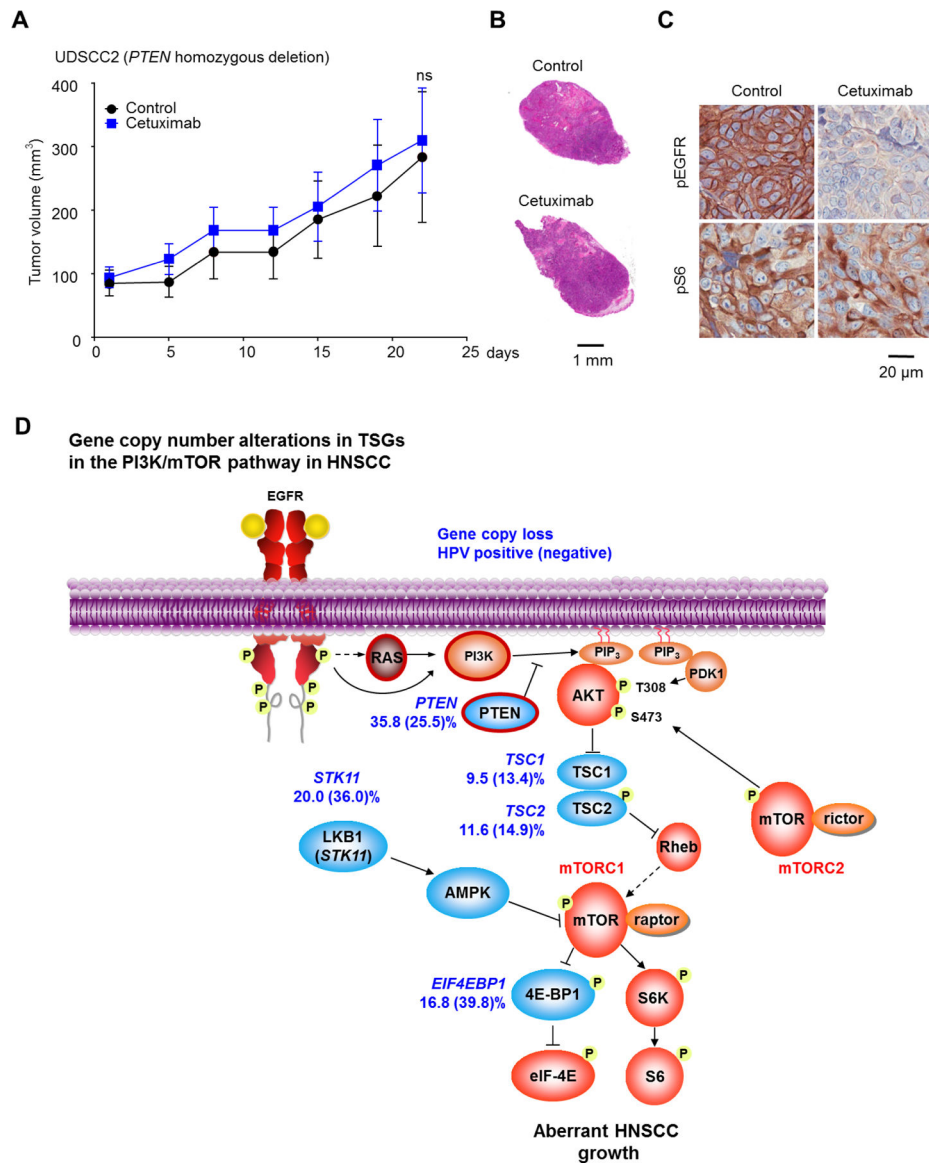 A
UDSCC2 (PTEN homozygous deletion)
400
300
200
100
0
Tumor volume (mm³)
Control
Cetuximab
ns
0
5
10
15
20
25
days
B
Control
Cetuximab
1 mm
C
Control
Cetuximab
pEGFR
pS6
20 µm
D
Gene copy number alterations in TSGs
in the PI3K/mTOR pathway in HNSCC
EGFR
Gene copy loss
HPV positive (negative)
P
P
P
P
P
P
RAS
PI3K
PIP₃
PIP₃
PDK1
PTEN
35.8 (25.5)%
PTEN
AKT
P
T308
P
S473
TSC1
9.5 (13.4)%
TSC1
TSC2
11.6 (14.9)%
TSC2
P
STK11
20.0 (36.0)%
LKB1
(STK11)
AMPK
Rheb
P
mTOR
rictor
mTORC2
mTORC1
P
mTOR
raptor
EIF4EBP1
16.8 (39.8)%
4E-BP1
P
S6K
P
eIF-4E
P
S6
P
Aberrant HNSCC
growth